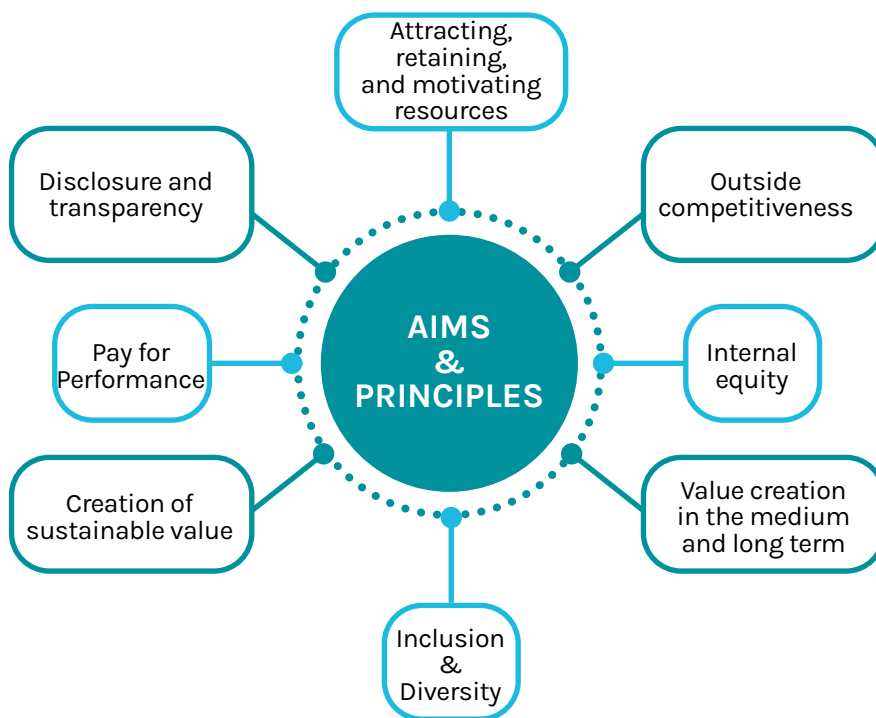 Attracting,
retaining,
and motivating
resources
Disclosure and
transparency
Outside
competitiveness
AIMS
&
PRINCIPLES
Pay for
Performance
Internal
equity
Creation of
sustainable value
Value creation
in the medium
and long term
Inclusion
&
Diversity